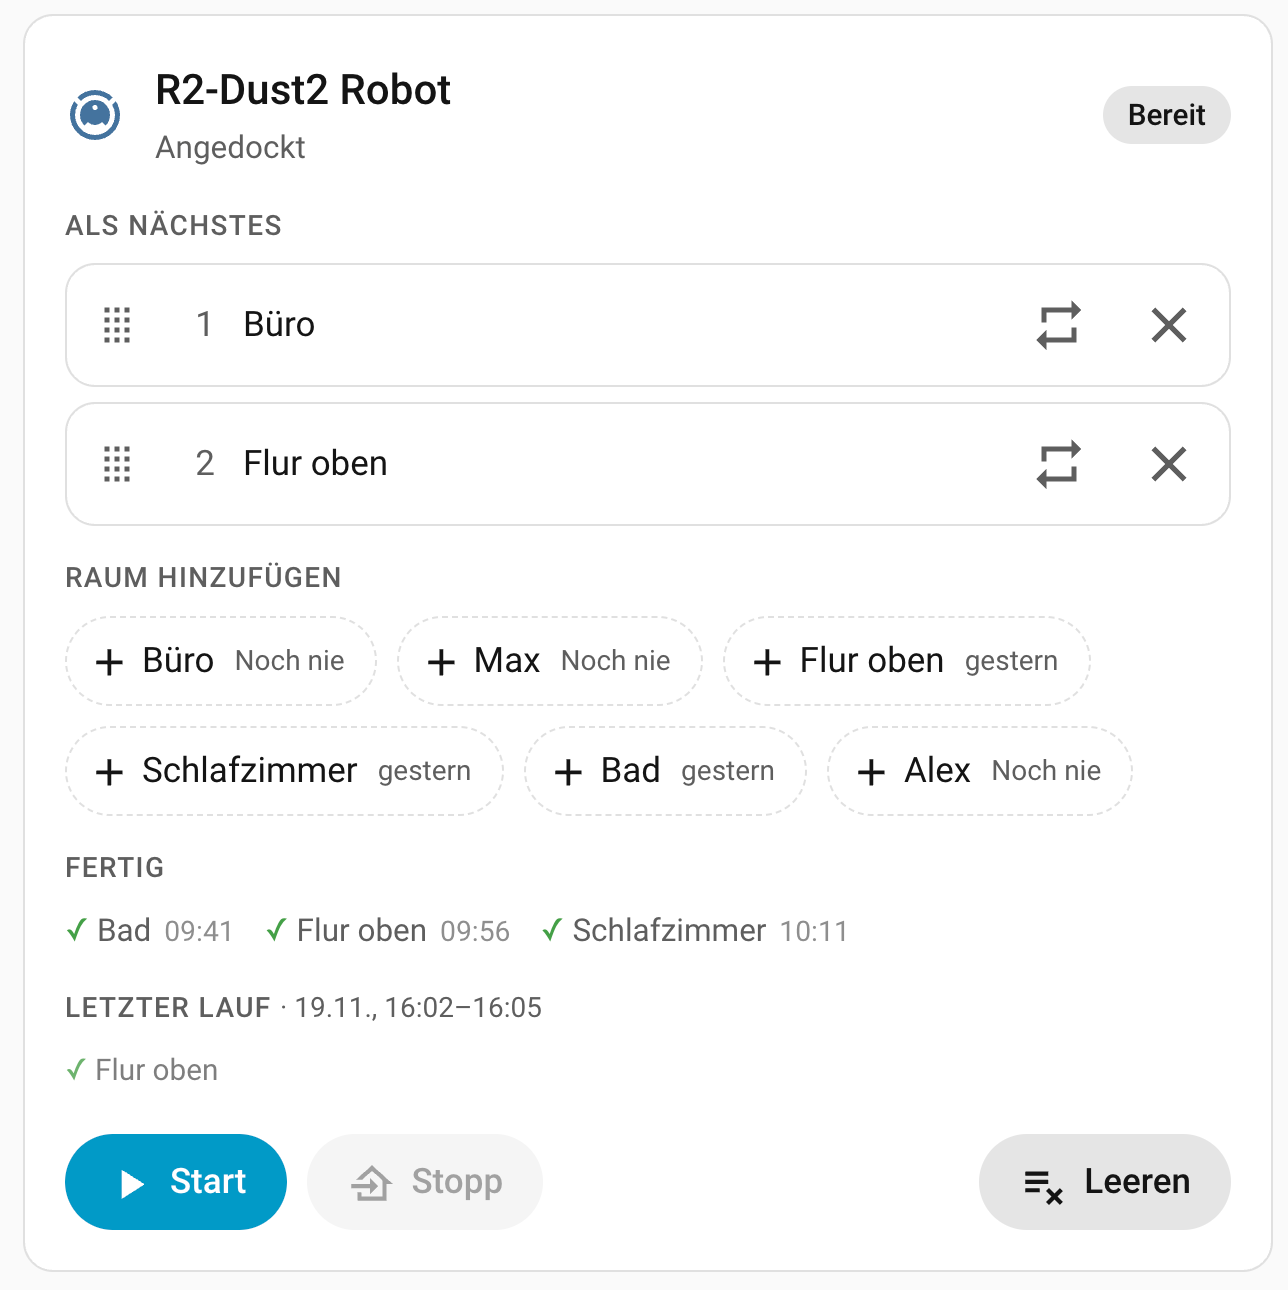 R2-Dust2 Robot
Angedockt
Bereit
ALS NÄCHSTES
1 Büro
2 Flur oben
RAUM HINZUFÜGEN
+ Büro Noch nie + Max Noch nie + Flur oben gestern
+ Schlafzimmer gestern + Bad gestern + Alex Noch nie
FERTIG
✓ Bad 09:41 ✓ Flur oben 09:56 ✓ Schlafzimmer 10:11
LETZTER LAUF · 19.11., 16:02–16:05
✓ Flur oben
Start Stopp Leeren